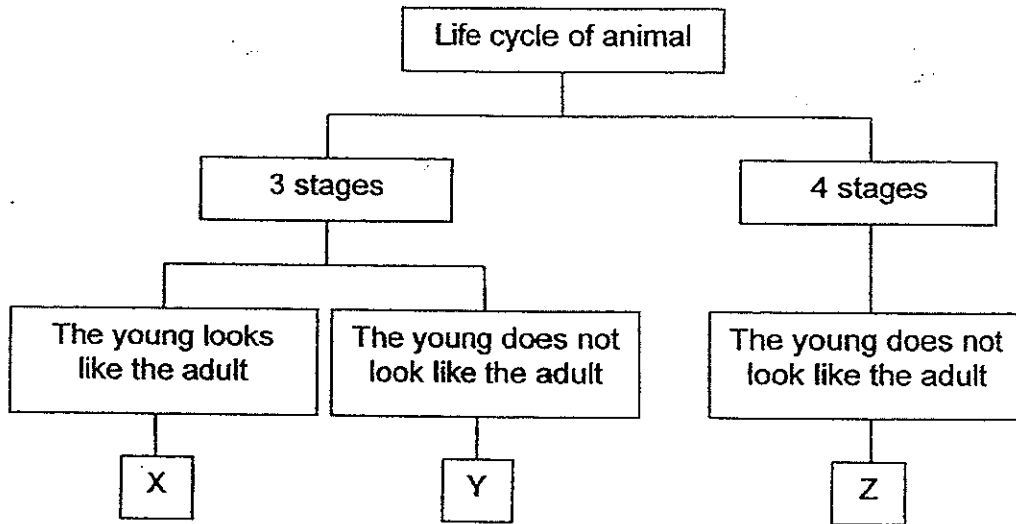 Life cycle of animal
3 stages
4 stages
The young looks
like the adult
The young does not
look like the adult
The young does not
look like the adult
X
Y
Z